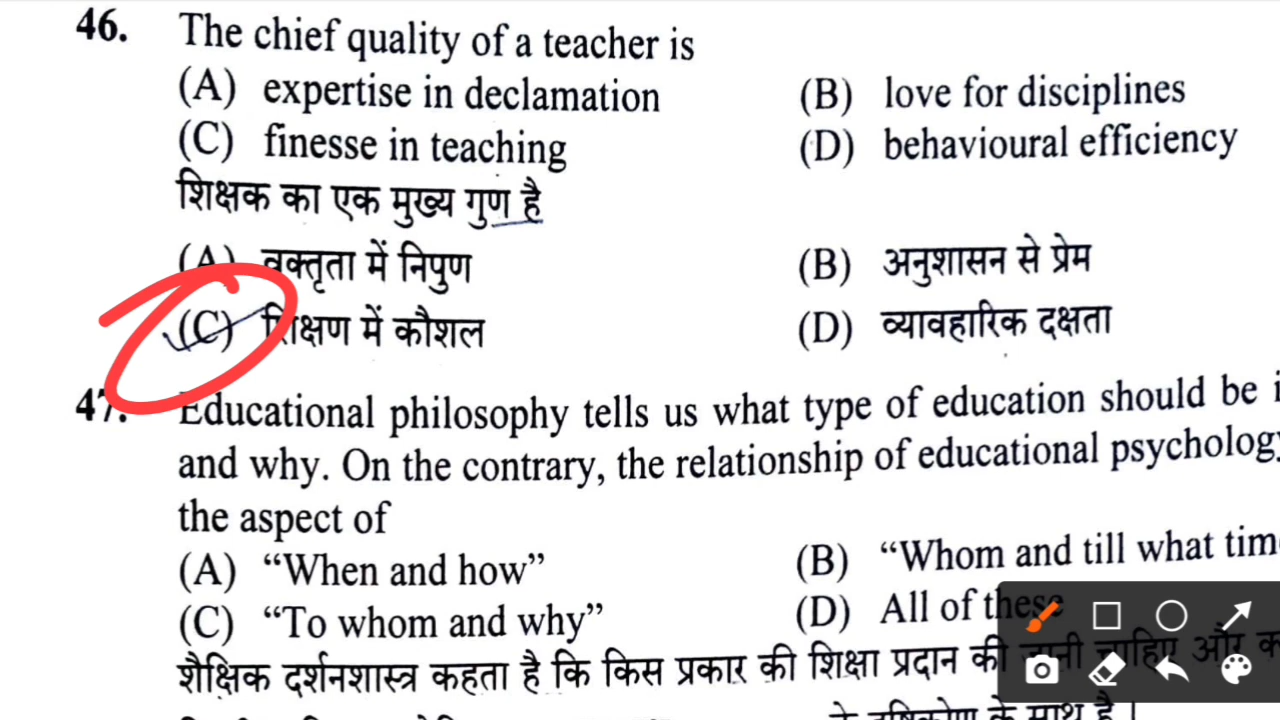 46. The chief quality of a teacher is
(A) expertise in declamation (B) love for disciplines
(C) finesse in teaching (D) behavioural efficiency
शिक्षक का एक मुख्य गुण है
(A) वक्तृता में निपुण (B) अनुशासन से प्रेम
(C) शिक्षण में कौशल (D) व्यावहारिक दक्षता
47. Educational philosophy tells us what type of education should be
and why. On the contrary, the relationship of educational psychology
the aspect of
(A) “When and how” (B) “Whom and till what
(C) “To whom and why” (D) All of these
शैक्षिक दर्शनशास्त्र कहता है कि किस प्रकार की शिक्षा प्रदान की जानी चाहिए और
के दृष्टिकोण के साथ है ।